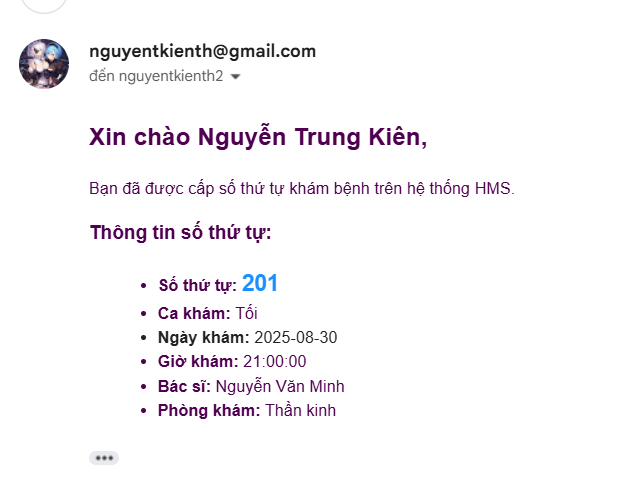 nguyentkienth@gmail.com
đến nguyentkienth2
Xin chào Nguyễn Trung Kiên,
Bạn đã được cấp số thứ tự khám bệnh trên hệ thống HMS.
Thông tin số thứ tự:
• Số thứ tự: 201
• Ca khám: Tối
• Ngày khám: 2025-08-30
• Giờ khám: 21:00:00
• Bác sĩ: Nguyễn Văn Minh
• Phòng khám: Thần kinh